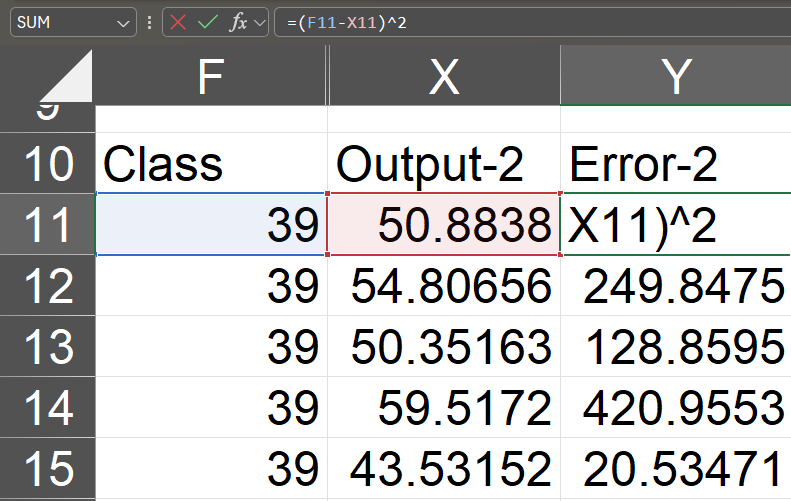 SUM fx =(F11-X11)^2
F X Y
9
10 Class Output-2 Error-2
11 39 50.8838 X11)^2
12 39 54.80656 249.8475
13 39 50.35163 128.8595
14 39 59.5172 420.9553
15 39 43.53152 20.53471